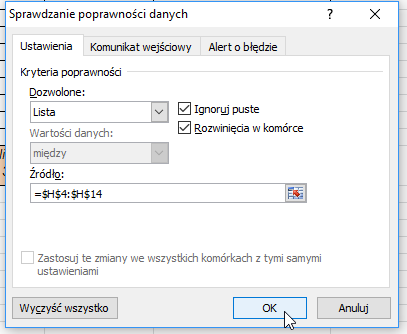 Sprawdzanie poprawności danych
Ustawienia Komunikat wejściowy Alert o błędzie
Kryteria poprawności
Dozwolone:
Lista
Ignoruj puste
Rozwinięcia w komórce
Wartości danych:
między
Źródło:
=$H$4:$H$14
Zastosuj te zmiany we wszystkich komórkach z tymi samymi
ustawieniami
Wyczyść wszystko OK Anuluj